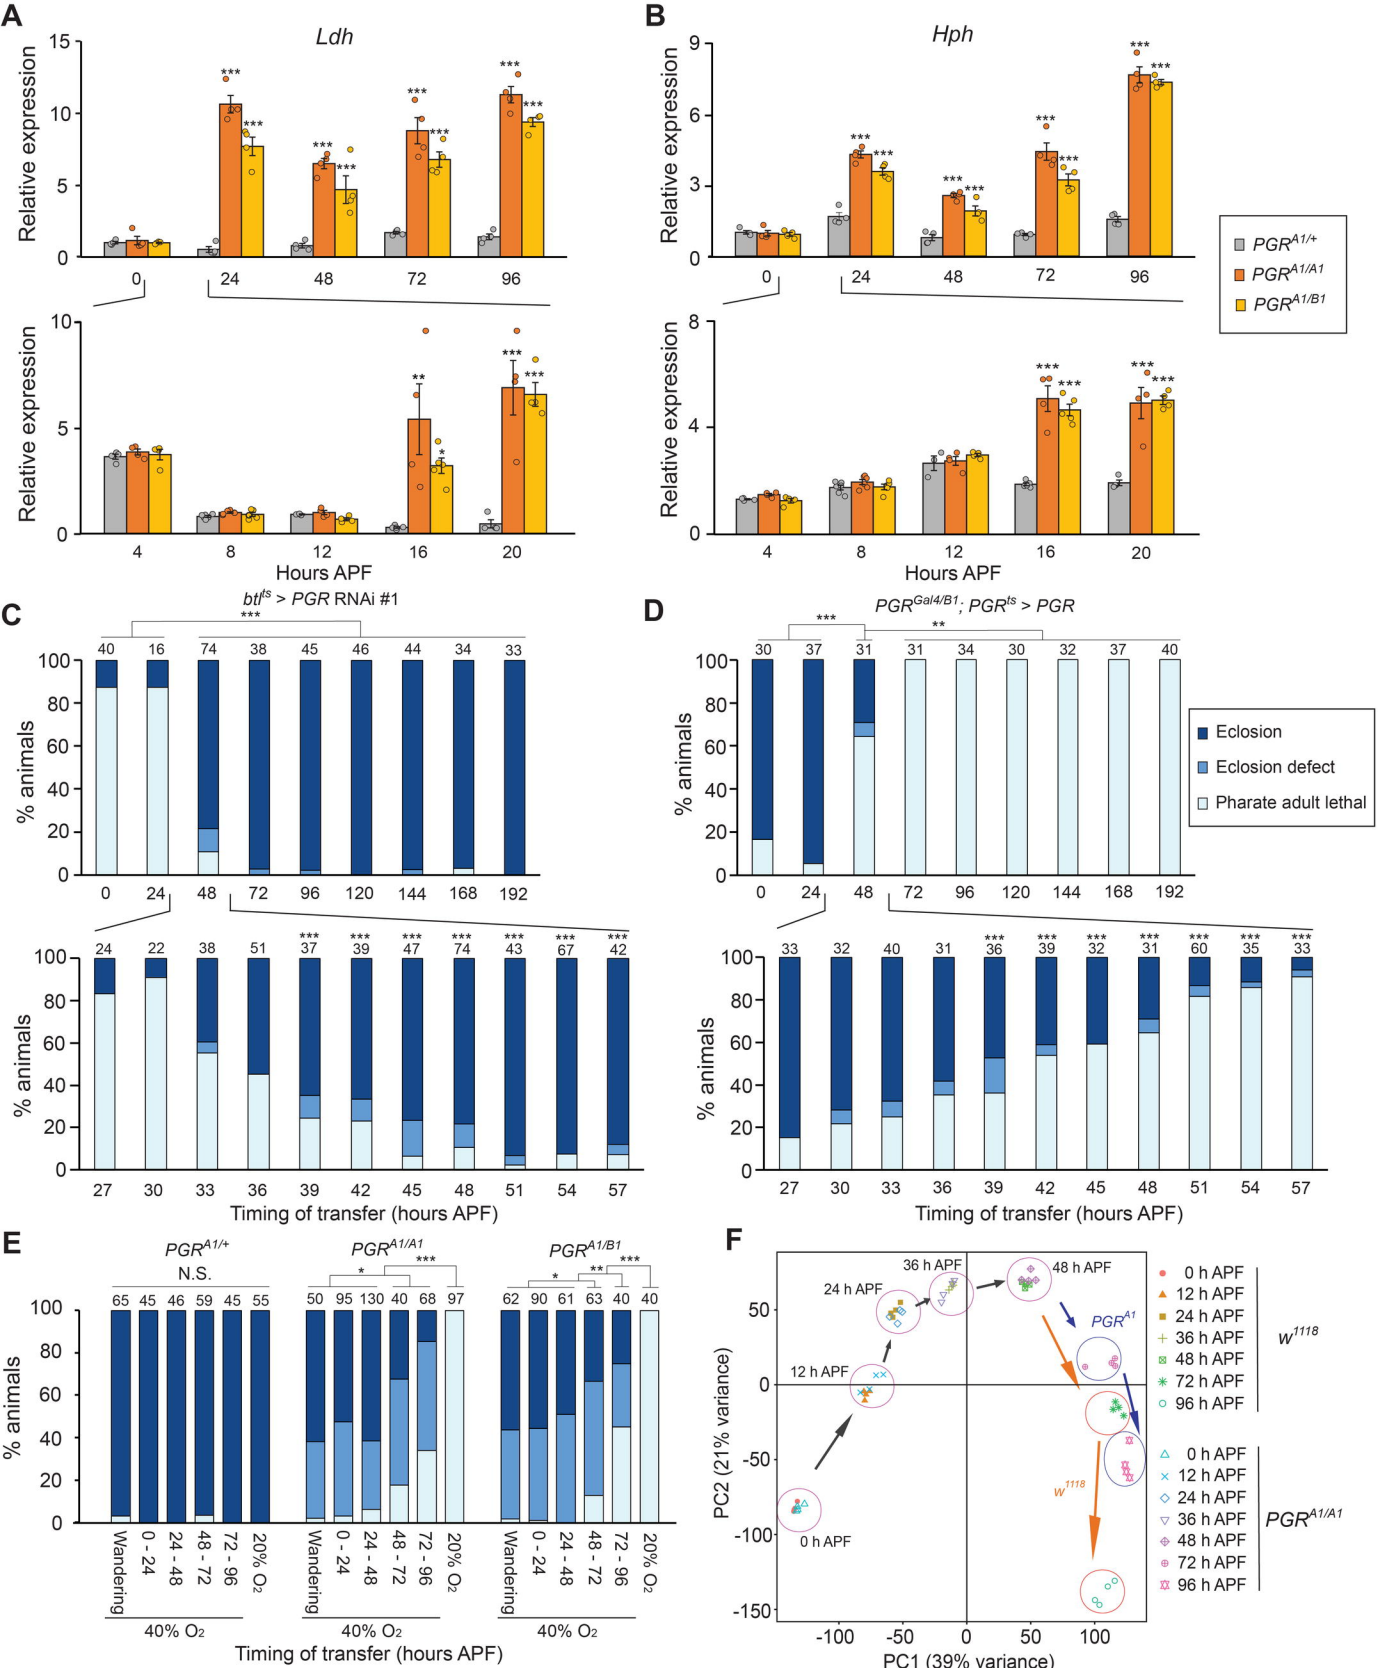 A
Ldh
Relative expression
15
10
5
0
*** *** *** *** *** *** *** ***
0 24 48 72 96
Relative expression
10
5
0
** * *** ***
4 8 12 16 20
Hours APF
B
Hph
Relative expression
9
6
3
0
*** *** *** *** *** *** *** ***
0 24 48 72 96
Relative expression
8
4
0
*** *** *** ***
4 8 12 16 20
Hours APF
PGR^A1/+
PGR^A1/A1
PGR^A1/B1
C
btl^ts > PGR RNAi #1
***
40 16 74 38 45 46 44 34 33
% animals
100
80
60
40
20
0
0 24 48 72 96 120 144 168 192
*** *** *** *** *** *** ***
24 22 38 51 37 39 47 74 43 67 42
% animals
100
80
60
40
20
0
27 30 33 36 39 42 45 48 51 54 57
Timing of transfer (hours APF)
D
PGR^Gal4/B1; PGR^ts > PGR
*** **
30 37 31 31 34 30 32 37 40
% animals
100
80
60
40
20
0
0 24 48 72 96 120 144 168 192
Eclosion
Eclosion defect
Pharate adult lethal
*** *** *** *** *** *** ***
33 32 40 31 36 39 32 31 60 35 33
% animals
100
80
60
40
20
0
27 30 33 36 39 42 45 48 51 54 57
Timing of transfer (hours APF)
E
PGR^A1/+ PGR^A1/A1 PGR^A1/B1
N.S. * *** * ** ***
65 45 46 59 45 55 50 95 130 40 68 97 62 90 61 63 40 40
% animals
100
80
60
40
20
0
Wandering 0 - 24 24 - 48 48 - 72 72 - 96 20% O2 Wandering 0 - 24 24 - 48 48 - 72 72 - 96 20% O2 Wandering 0 - 24 24 - 48 48 - 72 72 - 96 20% O2
40% O2 40% O2 40% O2
Timing of transfer (hours APF)
F
PC2 (21% variance)
50
0
-50
-100
-150
36 h APF
48 h APF
24 h APF
PGR^A1
12 h APF
w^1118
0 h APF
-100 -50 0 50 100
PC1 (39% variance)
0 h APF
12 h APF
24 h APF
36 h APF
48 h APF
72 h APF
96 h APF
w^1118
0 h APF
12 h APF
24 h APF
36 h APF
48 h APF
72 h APF
96 h APF
PGR^A1/A1